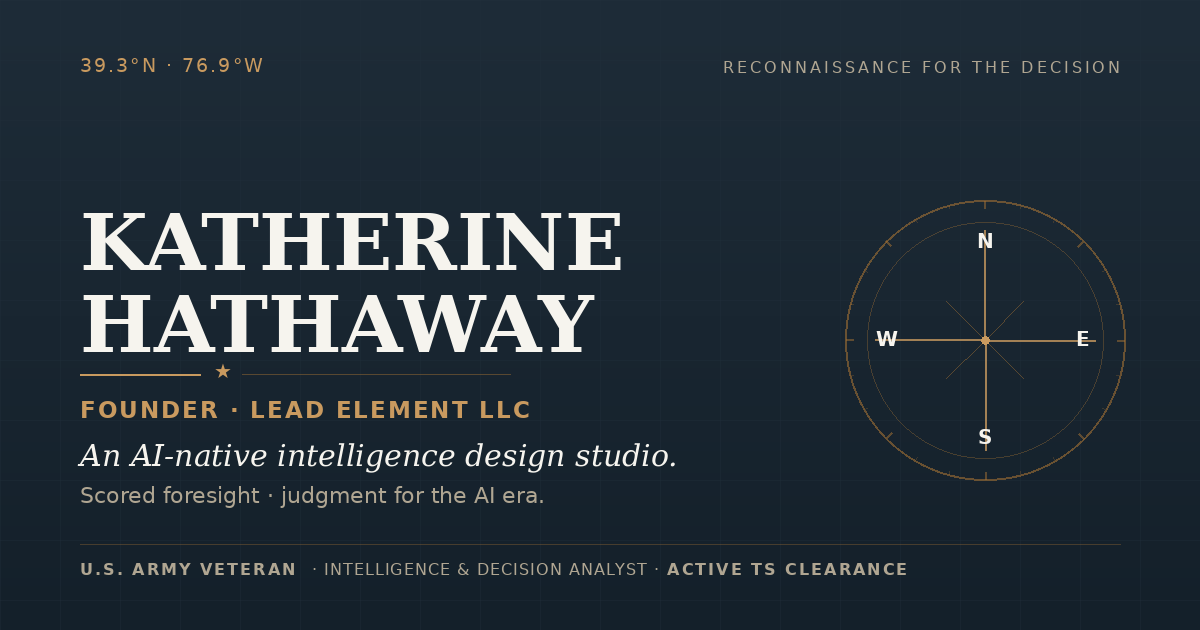 39.3°N · 76.9°W
RECONNAISSANCE FOR THE DECISION
KATHERINE
HATHAWAY
★
FOUNDER · LEAD ELEMENT LLC
An AI-native intelligence design studio.
Scored foresight · judgment for the AI era.
N
W
E
S
U.S. ARMY VETERAN · INTELLIGENCE & DECISION ANALYST · ACTIVE TS CLEARANCE